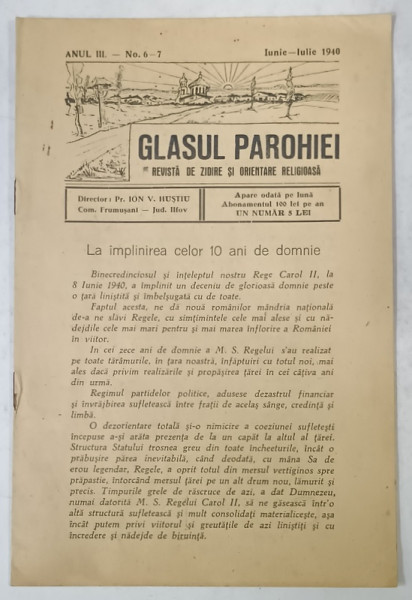 ANUL III. — No. 6-7
Iunie—Iulie 1940
GLASUL PAROHIEI
REVISTĂ DE ZIDIRE ȘI ORIENTARE RELIGIOASĂ
Director: Pr. ION V. HUȘTIU
Com. Frumușani — Jud. Ilfov
Apare odată pe lună
Abonamentul 100 lei pe an
UN NUMĂR 5 LEI
La împlinirea celor 10 ani de domnie
Binecredinciosul și înțeleptul nostru Rege Carol II, la
8 Iunie 1940, a împlinit un deceniu de glorioasă domnie peste
o țară liniștită și îmbelșugată cu de toate.
Faptul acesta, ne dă nouă românilor mândria națională
de-a ne slăvi Regele, cu simțimintele cele mai alese și cu nă-
dejdile cele mai mari pentru și mai marea înflorire a României
în viitor.
In cei zece ani de domnie a M. S. Regelui s'au realizat
pe toate tărâmurile, în țara noastră, înfăptuiri cu totul noi, mai
ales dacă privim realizările și propășirea țărei în cei câțiva ani
din urmă.
Regimul partidelor politice, adusese dezastrul financiar
și învrăjbirea sufletească între frații de acelaș sânge, credință și
limbă.
O dezorientare totală și-o nimicire a coeziunei sufletești
începuse a-și arăta prezența de la un capăt la altul al țărei.
Structura Statului trosnea greu din toate încheeturile, încât o
prăbușire părea inevitabilă, când deodată, cu mâna Sa de
erou legendar, Regele, a oprit totul din mersul vertiginos spre
prăpastie, întorcând mersul țărei pe un alt drum nou, lămurit și
precis. Timpurile grele de răscruce de azi, a dat Dumnezeu,
numai datorită M. S. Regelui Carol II, să ne găsească într'o
altă structură sufletească și mult consolidați materialicește, așa
încât putem privi viitorul și greutățile de azi liniștiți și cu
încredere și nădejde de biruință.